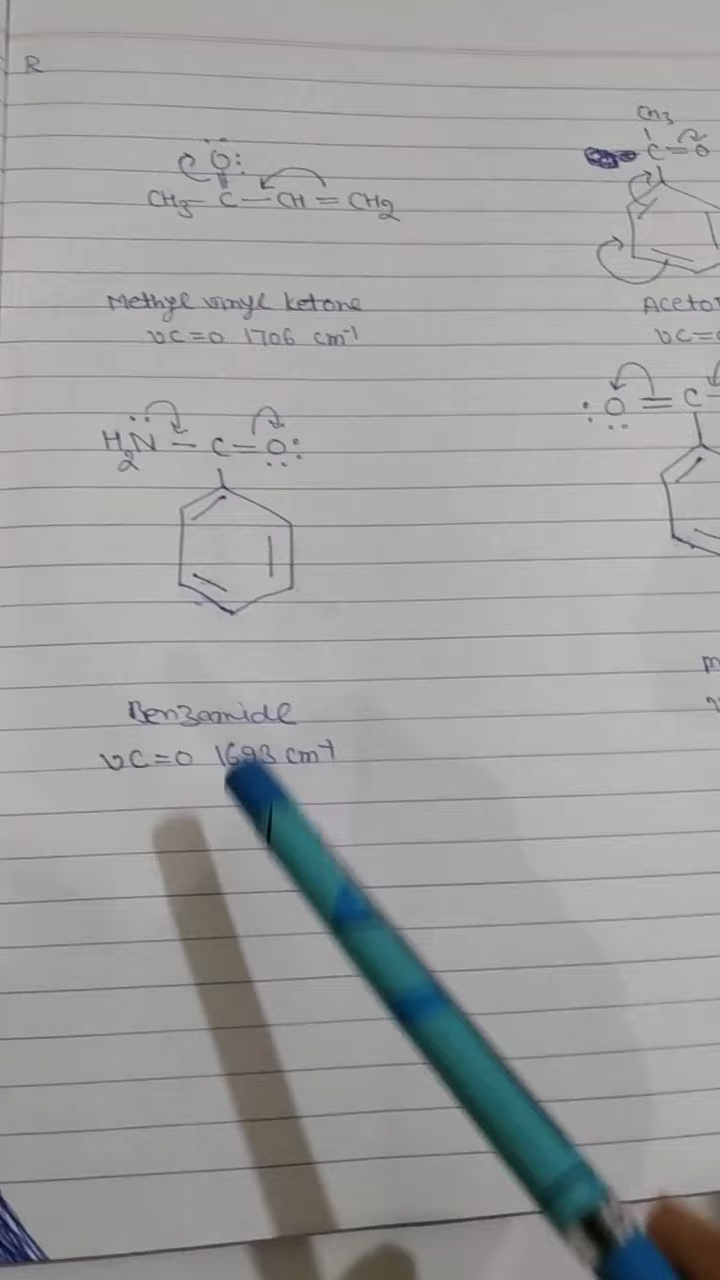 R
CH3
C=O
O:
CH3-C-CH=CH2
Methyl vinyl ketone
νC=O 1706 cm-1
Aceto
νC=
:O=C-
H2N-C=O:
Benzamide
νC=O 1693 cm-1
m